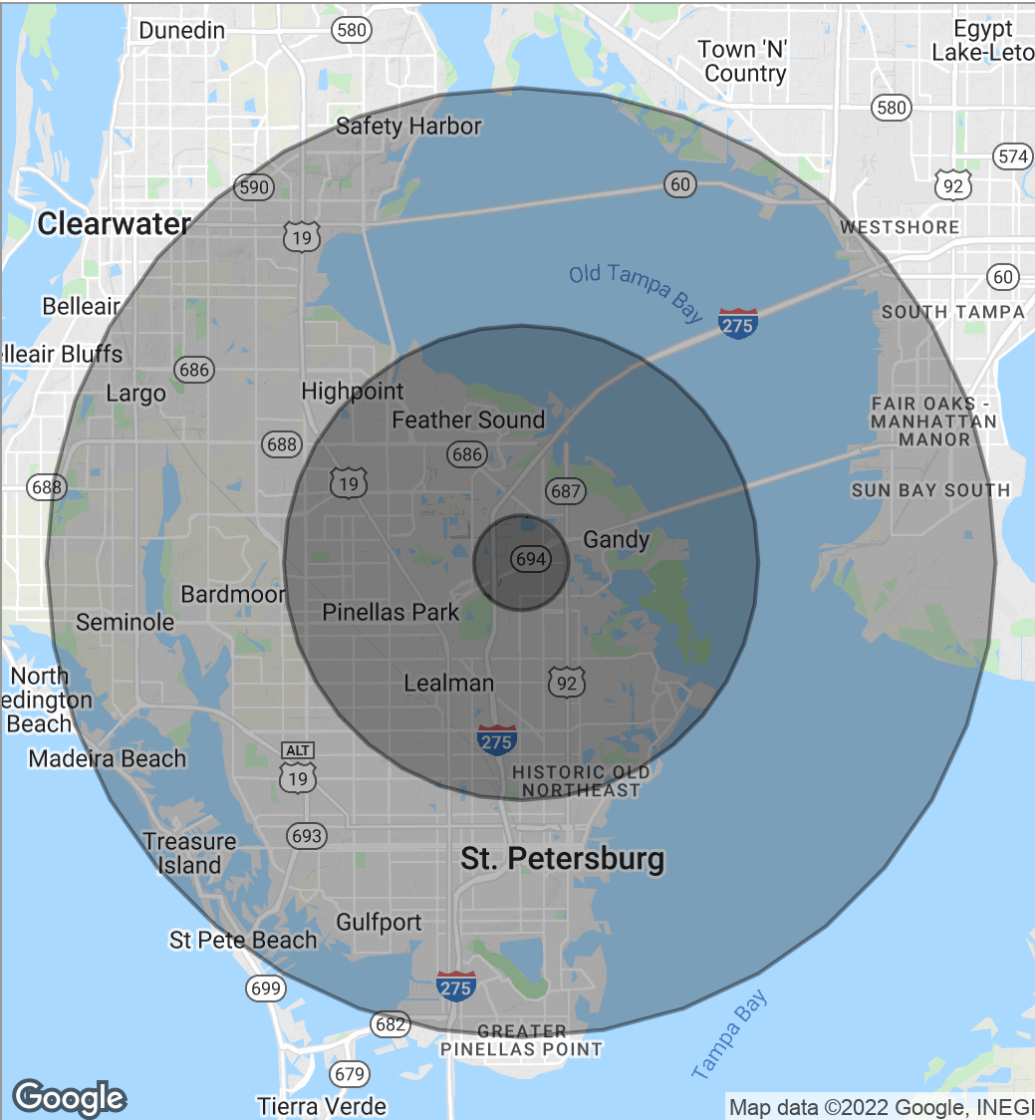 Dunedin
580
Egypt
Lake-Leto
Town 'N'
Country
580
Safety Harbor
574
590
60
92
Clearwater
19
WESTSHORE
Old Tampa Bay
60
Belleair
275
SOUTH TAMPA
lleair Bluffs
686
Largo
Highpoint
FAIR OAKS -
MANHATTAN
MANOR
Feather Sound
688
686
688
19
687
SUN BAY SOUTH
Gandy
694
Bardmoor
Pinellas Park
Seminole
North
edington
Beach
Lealman
92
275
Madeira Beach
ALT
19
HISTORIC OLD
NORTHEAST
693
Treasure
Island
St. Petersburg
Gulfport
St Pete Beach
699
275
682
GREATER
PINELLAS POINT
Tampa Bay
679
Tierra Verde
Google
Map data ©2022 Google, INEGI